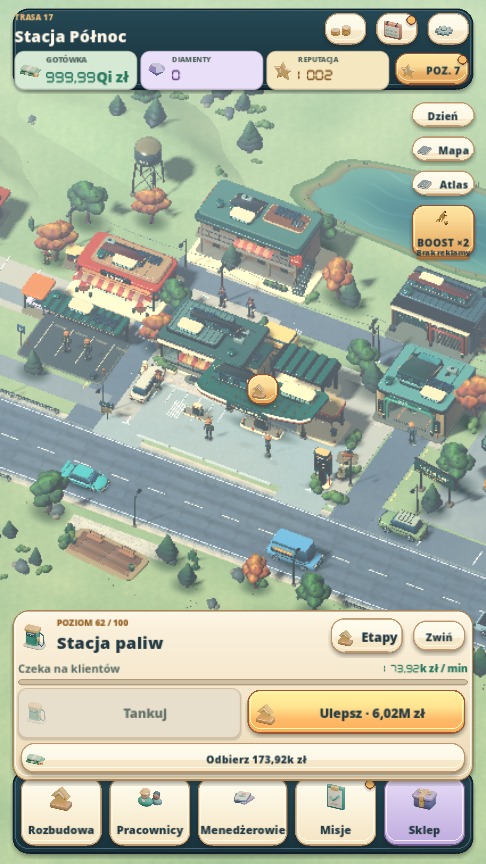 TRASA 17
Stacja Północ
GOTÓWKA
999,99Qi zł
DIAMENTY
0
REPUTACJA
1 002
POZ. 7
Dzień
Mapa
Atlas
BOOST ×2
Brak reklamy
POZIOM 62 / 100
Stacja paliw
Etapy
Zwiń
Czeka na klientów
173,92k zł / min
Tankuj
Ulepsz · 6,02M zł
Odbierz 173,92k zł
Rozbudowa
Pracownicy
Menedżerowie
Misje
Sklep